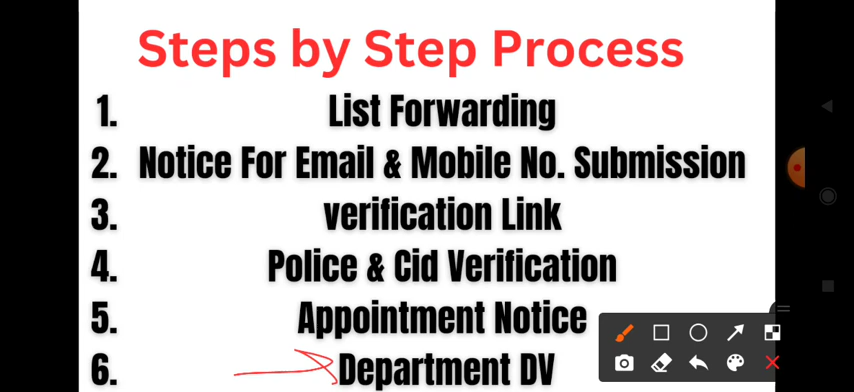 Steps by Step Process
1. List Forwarding
2. Notice For Email & Mobile No. Submission
3. verification Link
4. Police & Cid Verification
5. Appointment Notice
6. Department DV